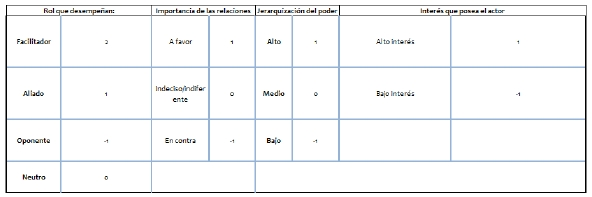 Rol que desempeñan: Importancia de las relaciones Jerarquización del poder Interés que posea el actor
Facilitador 2 A favor 1 Alto 1 Alto interés 1
Aliado 1 Indeciso/indifer
ente 0 Medio 0 Bajo Interés -1
Oponente -1 En contra -1 Bajo -1
Neutro 0